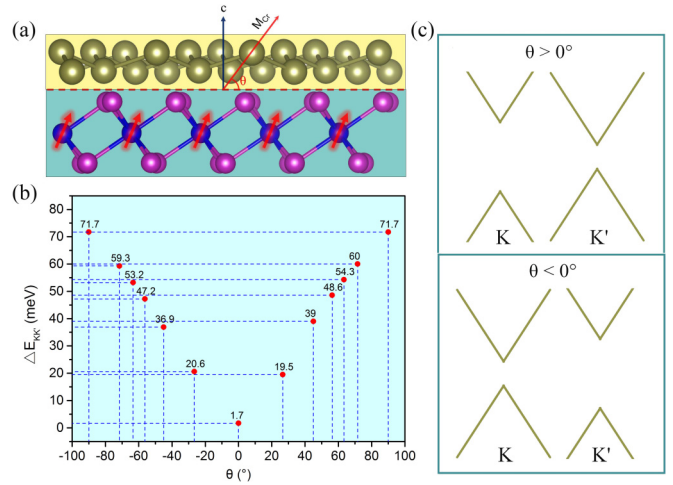 (a)
c
M_Cr
θ
(b)
△E_KK' (meV)
80
70
60
50
40
30
20
10
0
71.7
71.7
59.3
60
53.2
54.3
47.2
48.6
36.9
39
20.6
19.5
1.7
-100 -80 -60 -40 -20 0 20 40 60 80 100
θ (°)
(c)
θ > 0°
K K'
θ < 0°
K K'